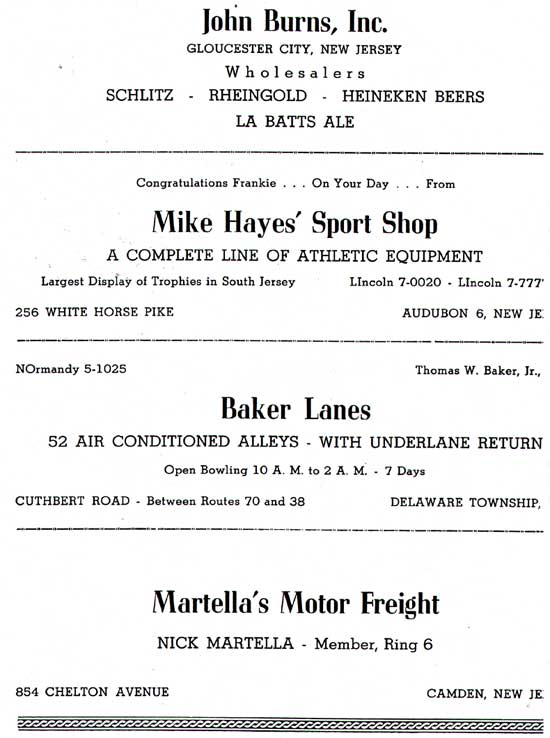 John Burns, Inc.
GLOUCESTER CITY, NEW JERSEY
Wholesalers
SCHLITZ - RHEINGOLD - HEINEKEN BEERS
LA BATTS ALE
Congratulations Frankie . . . On Your Day . . . From
Mike Hayes' Sport Shop
A COMPLETE LINE OF ATHLETIC EQUIPMENT
Largest Display of Trophies in South Jersey LIncoln 7-0020 - LIncoln 7-777
256 WHITE HORSE PIKE AUDUBON 6, NEW JE
NOrmandy 5-1025 Thomas W. Baker, Jr.,
Baker Lanes
52 AIR CONDITIONED ALLEYS - WITH UNDERLANE RETURN
Open Bowling 10 A. M. to 2 A. M. - 7 Days
CUTHBERT ROAD - Between Routes 70 and 38 DELAWARE TOWNSHIP,
Martella's Motor Freight
NICK MARTELLA - Member, Ring 6
854 CHELTON AVENUE CAMDEN, NEW JE